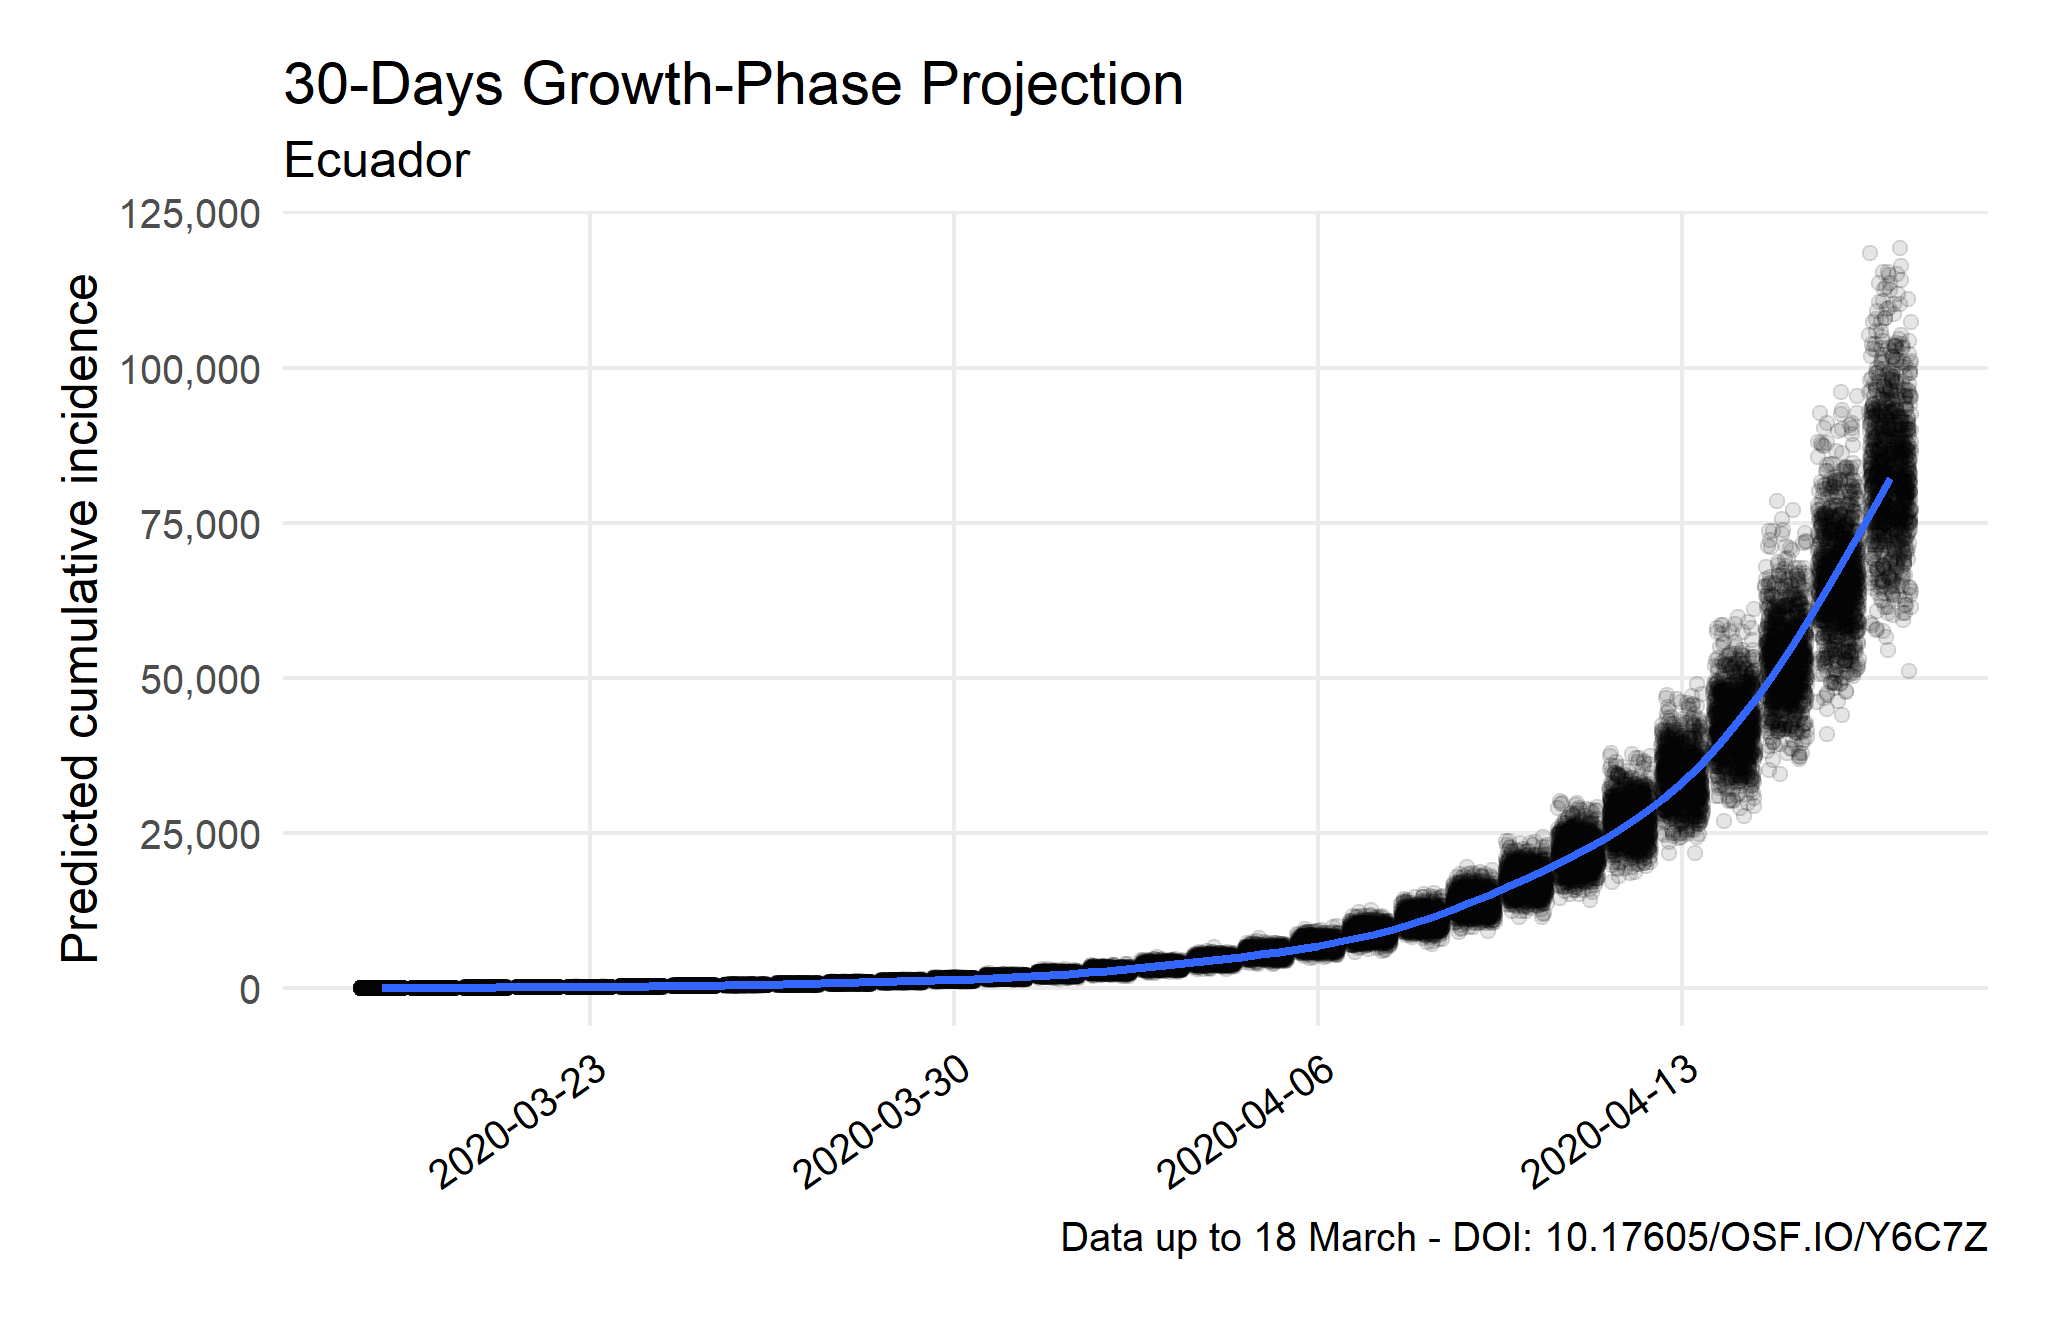 30-Days Growth-Phase Projection
Ecuador
Predicted cumulative incidence
125,000
100,000
75,000
50,000
25,000
0
2020-03-23
2020-03-30
2020-04-06
2020-04-13
Data up to 18 March - DOI: 10.17605/OSF.IO/Y6C7Z